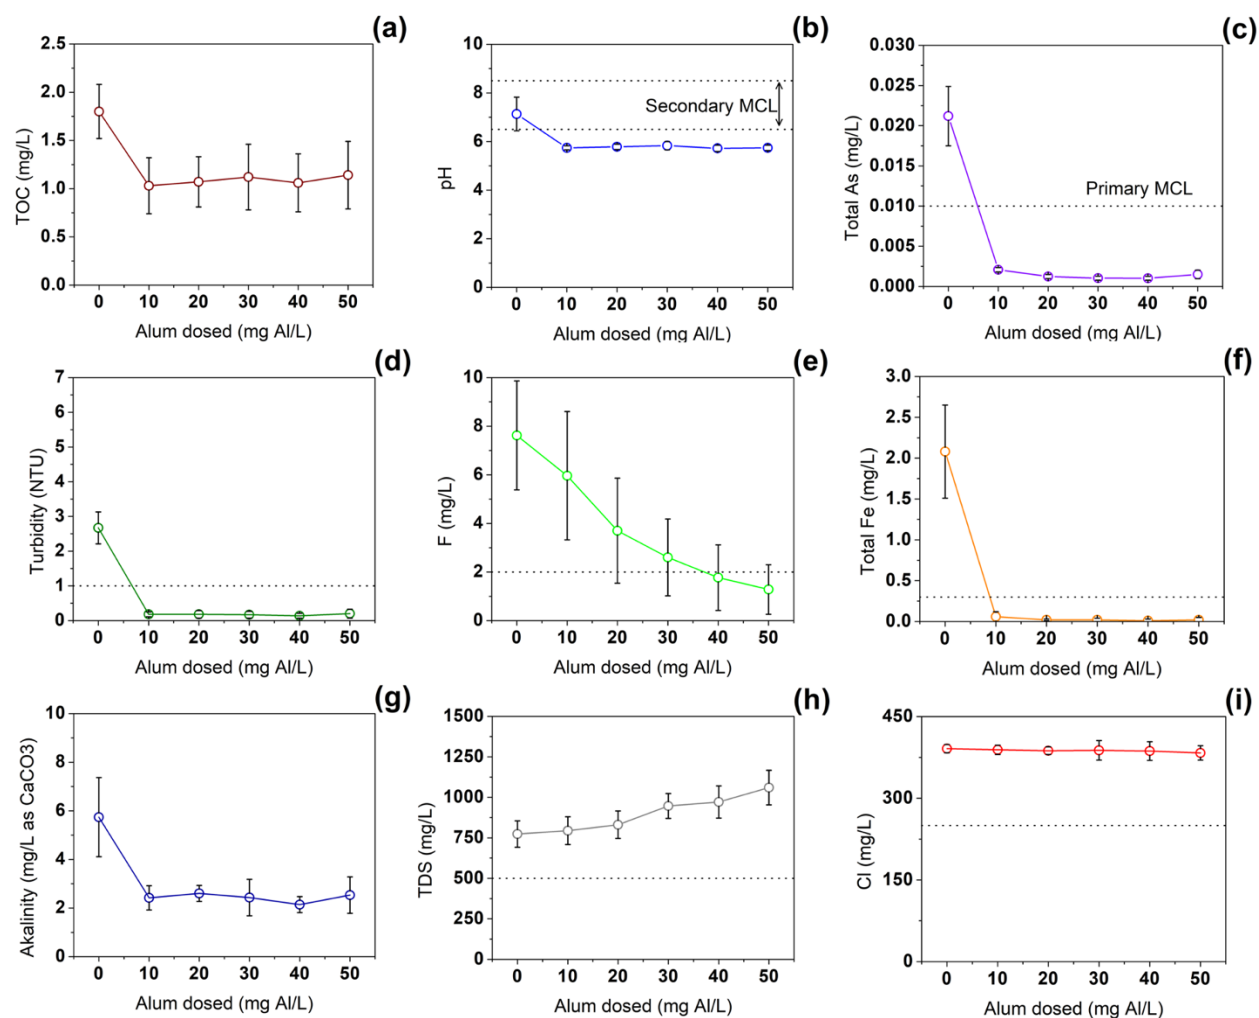 (a)
TOC (mg/L)
2.5
2.0
1.5
1.0
0.5
0.0
0 10 20 30 40 50
Alum dosed (mg Al/L)
(b)
pH
10
8
6
4
2
0
Secondary MCL
0 10 20 30 40 50
Alum dosed (mg Al/L)
(c)
Total As (mg/L)
0.030
0.025
0.020
0.015
0.010
0.005
0.000
Primary MCL
0 10 20 30 40 50
Alum dosed (mg Al/L)
(d)
Turbidity (NTU)
7
6
5
4
3
2
1
0
0 10 20 30 40 50
Alum dosed (mg Al/L)
(e)
F (mg/L)
10
8
6
4
2
0
0 10 20 30 40 50
Alum dosed (mg Al/L)
(f)
Total Fe (mg/L)
3.0
2.5
2.0
1.5
1.0
0.5
0.0
0 10 20 30 40 50
Alum dosed (mg Al/L)
(g)
Akalinity (mg/L as CaCO3)
10
8
6
4
2
0
0 10 20 30 40 50
Alum dosed (mg Al/L)
(h)
TDS (mg/L)
1500
1250
1000
750
500
250
0
0 10 20 30 40 50
Alum dosed (mg Al/L)
(i)
Cl (mg/L)
450
300
150
0
0 10 20 30 40 50
Alum dosed (mg Al/L)